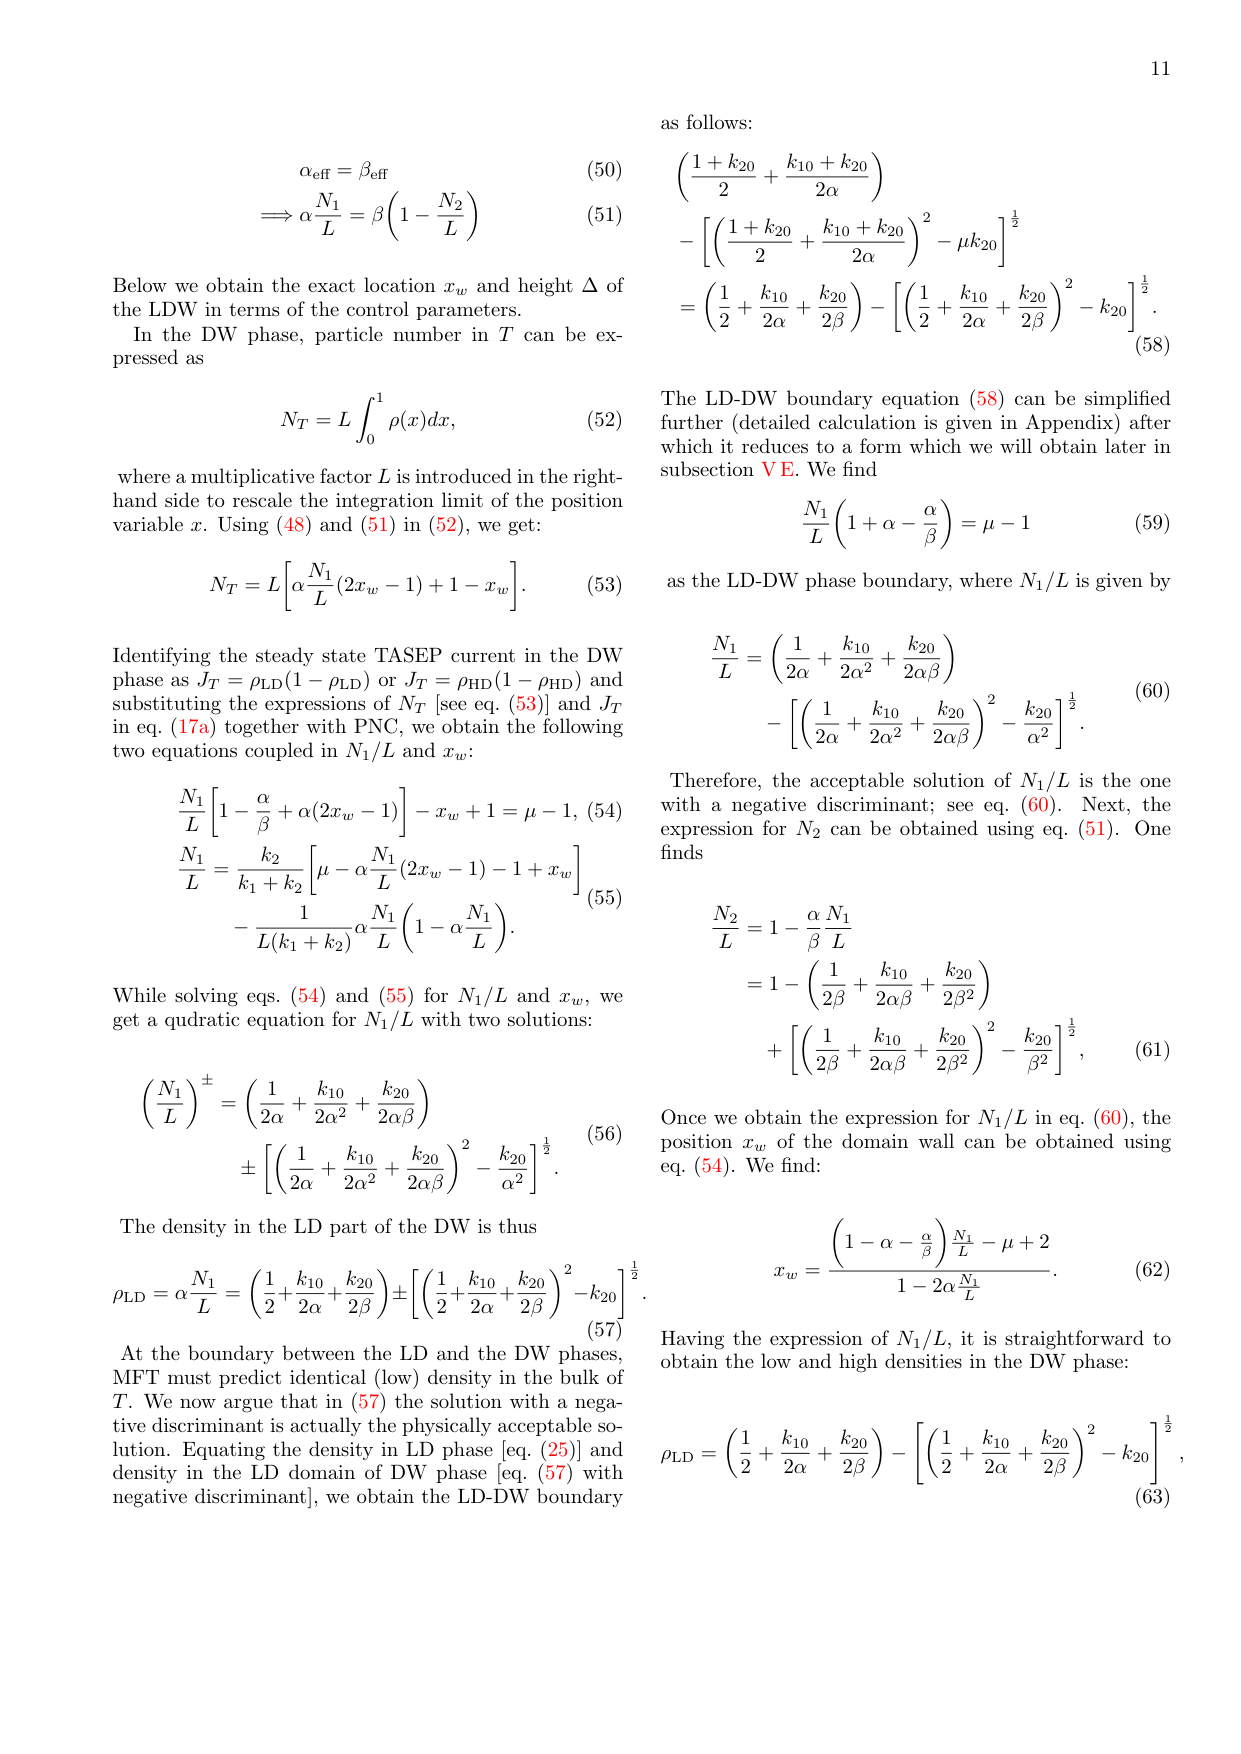 11
$$\alpha_{\text{eff}} = \beta_{\text{eff}} \quad (50)$$
$$\Longrightarrow \alpha\frac{N_1}{L} = \beta\left(1 - \frac{N_2}{L}\right) \quad (51)$$
Below we obtain the exact location $x_w$ and height $\Delta$ of
the LDW in terms of the control parameters.
In the DW phase, particle number in $T$ can be ex-
pressed as
$$N_T = L\int_0^1 \rho(x)dx, \quad (52)$$
where a multiplicative factor $L$ is introduced in the right-
hand side to rescale the integration limit of the position
variable $x$. Using (48) and (51) in (52), we get:
$$N_T = L\left[\alpha\frac{N_1}{L}(2x_w - 1) + 1 - x_w\right]. \quad (53)$$
Identifying the steady state TASEP current in the DW
phase as $J_T = \rho_{\text{LD}}(1 - \rho_{\text{LD}})$ or $J_T = \rho_{\text{HD}}(1 - \rho_{\text{HD}})$ and
substituting the expressions of $N_T$ [see eq. (53)] and $J_T$
in eq. (17a) together with PNC, we obtain the following
two equations coupled in $N_1/L$ and $x_w$:
$$\frac{N_1}{L}\left[1 - \frac{\alpha}{\beta} + \alpha(2x_w - 1)\right] - x_w + 1 = \mu - 1, \quad (54)$$
$$\frac{N_1}{L} = \frac{k_2}{k_1 + k_2}\left[\mu - \alpha\frac{N_1}{L}(2x_w - 1) - 1 + x_w\right]$$
$$- \frac{1}{L(k_1 + k_2)}\alpha\frac{N_1}{L}\left(1 - \alpha\frac{N_1}{L}\right). \quad (55)$$
While solving eqs. (54) and (55) for $N_1/L$ and $x_w$, we
get a qudratic equation for $N_1/L$ with two solutions:
$$\left(\frac{N_1}{L}\right)^{\pm} = \left(\frac{1}{2\alpha} + \frac{k_{10}}{2\alpha^2} + \frac{k_{20}}{2\alpha\beta}\right)$$
$$\pm \left[\left(\frac{1}{2\alpha} + \frac{k_{10}}{2\alpha^2} + \frac{k_{20}}{2\alpha\beta}\right)^2 - \frac{k_{20}}{\alpha^2}\right]^{\frac{1}{2}}. \quad (56)$$
The density in the LD part of the DW is thus
$$\rho_{\text{LD}} = \alpha\frac{N_1}{L} = \left(\frac{1}{2} + \frac{k_{10}}{2\alpha} + \frac{k_{20}}{2\beta}\right) \pm \left[\left(\frac{1}{2} + \frac{k_{10}}{2\alpha} + \frac{k_{20}}{2\beta}\right)^2 - k_{20}\right]^{\frac{1}{2}}. \quad (57)$$
At the boundary between the LD and the DW phases,
MFT must predict identical (low) density in the bulk of
$T$. We now argue that in (57) the solution with a nega-
tive discriminant is actually the physically acceptable so-
lution. Equating the density in LD phase [eq. (25)] and
density in the LD domain of DW phase [eq. (57) with
negative discriminant], we obtain the LD-DW boundary
as follows:
$$\left(\frac{1 + k_{20}}{2} + \frac{k_{10} + k_{20}}{2\alpha}\right)$$
$$- \left[\left(\frac{1 + k_{20}}{2} + \frac{k_{10} + k_{20}}{2\alpha}\right)^2 - \mu k_{20}\right]^{\frac{1}{2}}$$
$$= \left(\frac{1}{2} + \frac{k_{10}}{2\alpha} + \frac{k_{20}}{2\beta}\right) - \left[\left(\frac{1}{2} + \frac{k_{10}}{2\alpha} + \frac{k_{20}}{2\beta}\right)^2 - k_{20}\right]^{\frac{1}{2}}. \quad (58)$$
The LD-DW boundary equation (58) can be simplified
further (detailed calculation is given in Appendix) after
which it reduces to a form which we will obtain later in
subsection V E. We find
$$\frac{N_1}{L}\left(1 + \alpha - \frac{\alpha}{\beta}\right) = \mu - 1 \quad (59)$$
as the LD-DW phase boundary, where $N_1/L$ is given by
$$\frac{N_1}{L} = \left(\frac{1}{2\alpha} + \frac{k_{10}}{2\alpha^2} + \frac{k_{20}}{2\alpha\beta}\right)$$
$$- \left[\left(\frac{1}{2\alpha} + \frac{k_{10}}{2\alpha^2} + \frac{k_{20}}{2\alpha\beta}\right)^2 - \frac{k_{20}}{\alpha^2}\right]^{\frac{1}{2}}. \quad (60)$$
Therefore, the acceptable solution of $N_1/L$ is the one
with a negative discriminant; see eq. (60). Next, the
expression for $N_2$ can be obtained using eq. (51). One
finds
$$\frac{N_2}{L} = 1 - \frac{\alpha}{\beta}\frac{N_1}{L}$$
$$= 1 - \left(\frac{1}{2\beta} + \frac{k_{10}}{2\alpha\beta} + \frac{k_{20}}{2\beta^2}\right)$$
$$+ \left[\left(\frac{1}{2\beta} + \frac{k_{10}}{2\alpha\beta} + \frac{k_{20}}{2\beta^2}\right)^2 - \frac{k_{20}}{\beta^2}\right]^{\frac{1}{2}}, \quad (61)$$
Once we obtain the expression for $N_1/L$ in eq. (60), the
position $x_w$ of the domain wall can be obtained using
eq. (54). We find:
$$x_w = \frac{\left(1 - \alpha - \frac{\alpha}{\beta}\right)\frac{N_1}{L} - \mu + 2}{1 - 2\alpha\frac{N_1}{L}}. \quad (62)$$
Having the expression of $N_1/L$, it is straightforward to
obtain the low and high densities in the DW phase:
$$\rho_{\text{LD}} = \left(\frac{1}{2} + \frac{k_{10}}{2\alpha} + \frac{k_{20}}{2\beta}\right) - \left[\left(\frac{1}{2} + \frac{k_{10}}{2\alpha} + \frac{k_{20}}{2\beta}\right)^2 - k_{20}\right]^{\frac{1}{2}}, \quad (63)$$